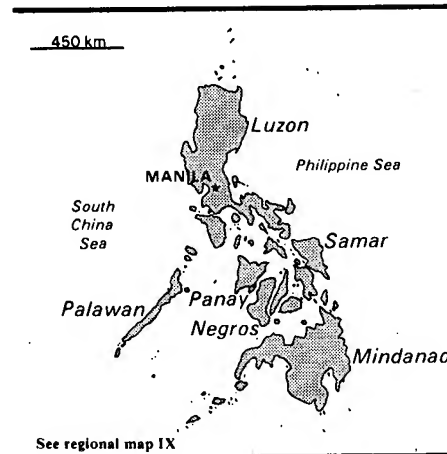 450 km
Luzon
Philippine Sea
MANILA
South
China
Sea
Samar
Palawan
Panay
Negros
Mindanao
See regional map IX